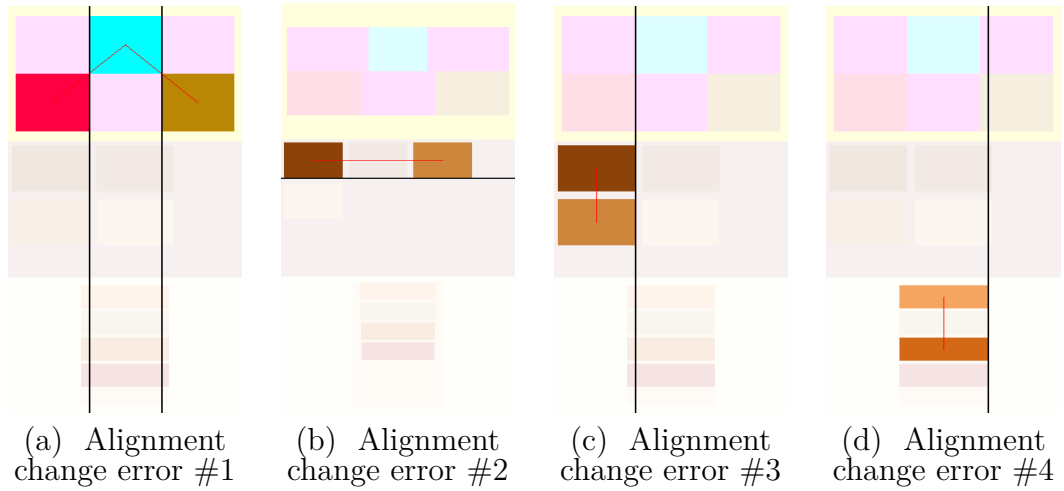 (a) Alignment
change error #1
(b) Alignment
change error #2
(c) Alignment
change error #3
(d) Alignment
change error #4